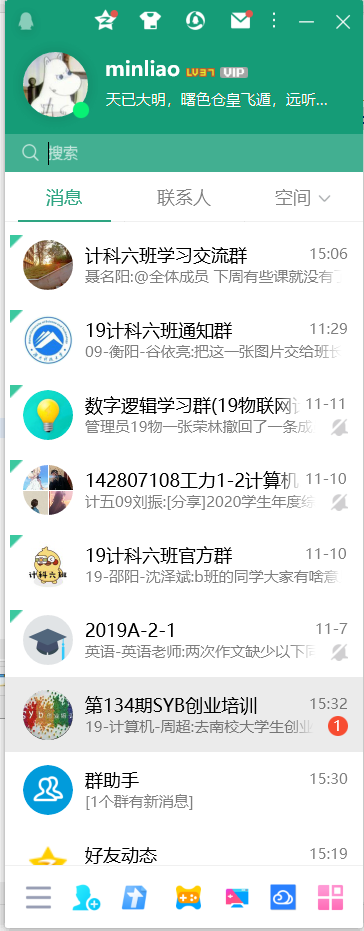 minliao LV37 VIP
天已大明，曙色仓皇飞遁，远听...
搜索
消息 联系人 空间
计科六班学习交流群 15:06
聂名阳:@全体成员 下周有些课就没有了
19计科六班通知群 11:29
09-衡阳-谷依亮:把这一张图片交给班长
数字逻辑学习群(19物联网 11-11
管理员19物一张荣林撤回了一条成
142807108工力1-2计算机 11-10
计五09刘振:[分享]2020学生年度综
19计科六班官方群 11-10
19-邵阳-沈泽斌:b班的同学大家有啥意
计科六班
2019A-2-1 11-7
英语-英语老师:两次作文缺少以下同
第134期SYB创业培训 15:32
19-计算机-周超:去南校大学生创业 1
群助手 15:30
[1个群有新消息]
好友动态 15:19